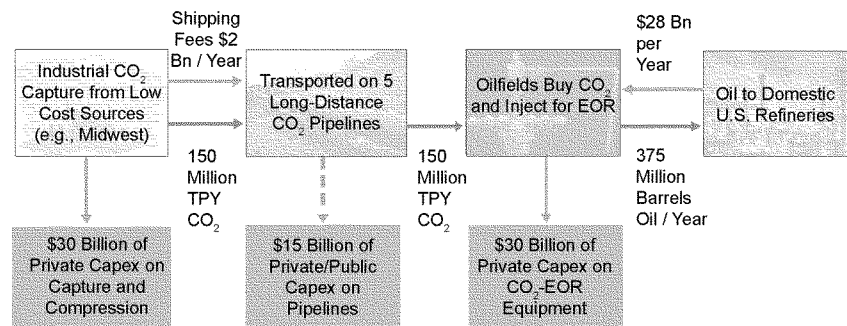 Shipping
Fees $2
Bn / Year
$28 Bn
per
Year
Industrial CO2
Capture from Low
Cost Sources
(e.g., Midwest)
Transported on 5
Long-Distance
CO2 Pipelines
Oilfields Buy CO2
and Inject for EOR
Oil to Domestic
U.S. Refineries
150
Million
TPY
CO2
150
Million
TPY
CO2
375
Million
Barrels
Oil / Year
$30 Billion of
Private Capex on
Capture and
Compression
$15 Billion of
Private/Public
Capex on
Pipelines
$30 Billion of
Private Capex on
CO2-EOR
Equipment